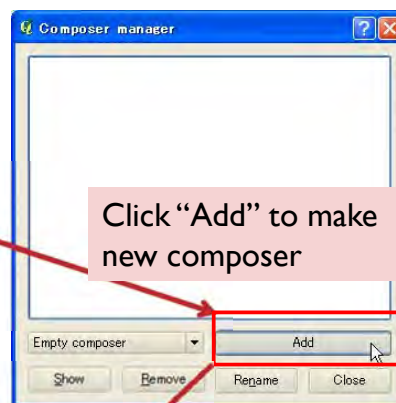 Composer manager
Click “Add” to make
new composer
Empty composer
Add
Show Remove Rename Close